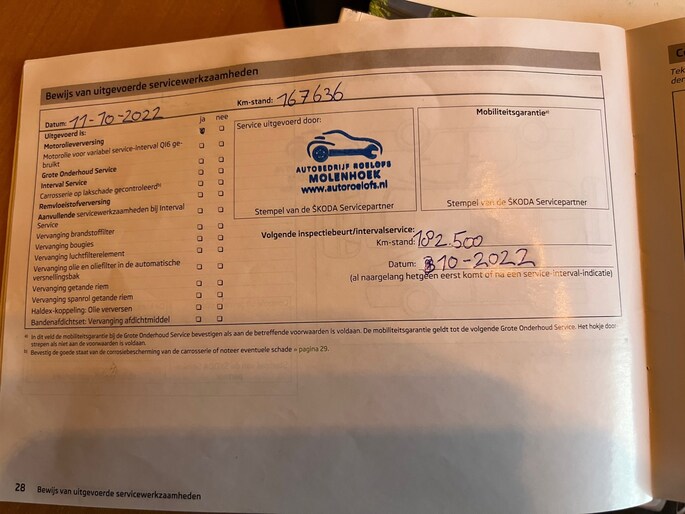 Bewijs van uitgevoerde servicewerkzaamheden
Datum: 11-10-2022
Km-stand: 167636
Uitgevoerd is:
ja nee
Motorolieverversing
Motorolie voor variabel service-interval QI6 ge-
bruikt
Grote Onderhoud Service
Interval Service
Carrosserie op lakschade gecontroleerd b)
Remvloeistofverversing
Aanvullende servicewerkzaamheden bij Interval
Service
Vervanging brandstoffilter
Vervanging bougies
Vervanging luchtfilterelement
Vervanging olie en oliefilter in de automatische
versnellingsbak
Vervanging getande riem
Vervanging spanrol getande riem
Haldex-koppeling: Olie verversen
Bandenafdichtset: Vervanging afdichtmiddel
Service uitgevoerd door:
AUTOBEDRIJF ROELOFS
MOLENHOEK
www.autoroelofs.nl
Stempel van de ŠKODA Servicepartner
Mobiliteitsgarantie a)
Stempel van de ŠKODA Servicepartner
Volgende inspectiebeurt/intervalservice:
Km-stand: 182.500
Datum: 10-2022
(al naargelang hetgeen eerst komt of na een service-interval-indicatie)
a) In dit veld de mobiliteitsgarantie bij de Grote Onderhoud Service bevestigen als aan de betreffende voorwaarden is voldaan. De mobiliteitsgarantie geldt tot de volgende Grote Onderhoud Service. Het hokje door-
strepen als niet aan de voorwaarden is voldaan.
b) Bevestig de goede staat van de corrosiebescherming van de carrosserie of noteer eventuele schade » pagina 29.
28 Bewijs van uitgevoerde servicewerkzaamheden